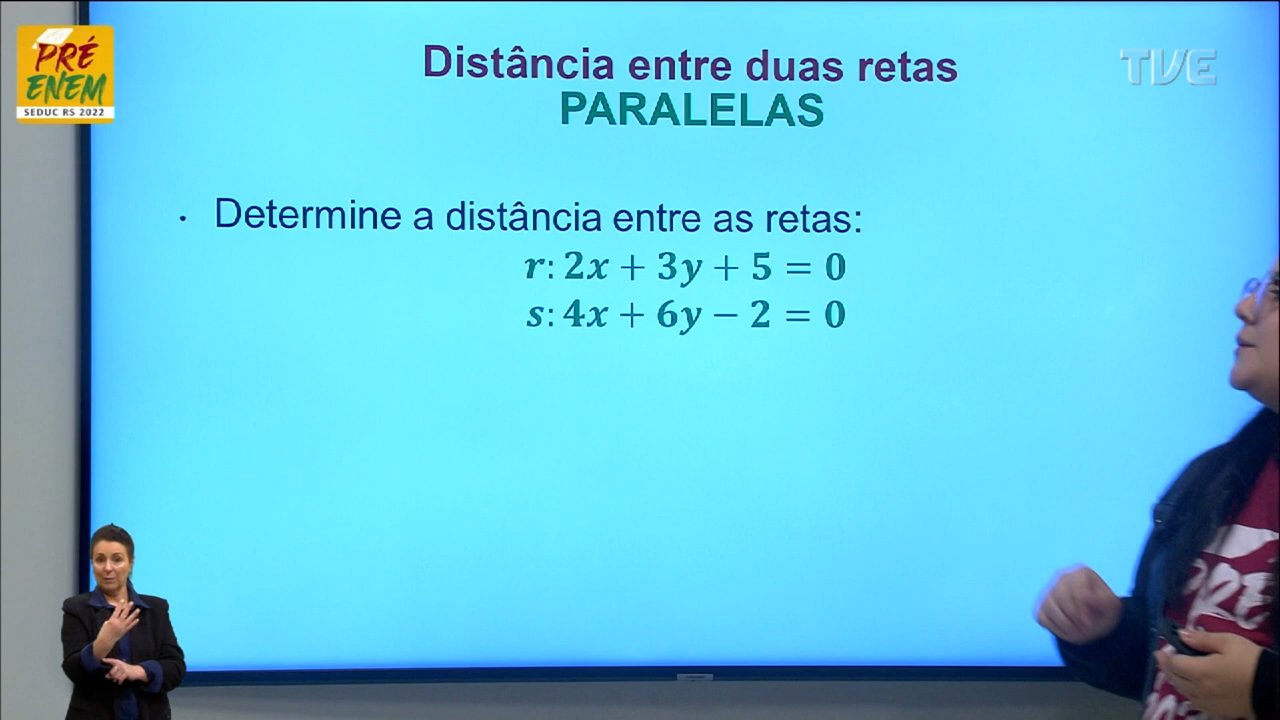 PRÉ
ENEM
SEDUC RS 2022
TVE
Distância entre duas retas
PARALELAS
• Determine a distância entre as retas:
r: 2x + 3y + 5 = 0
s: 4x + 6y − 2 = 0